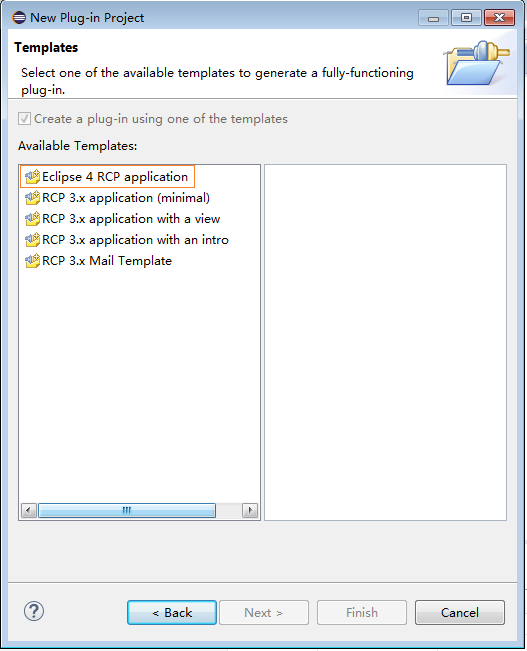 New Plug-in Project
Templates
Select one of the available templates to generate a fully-functioning
plug-in.
Create a plug-in using one of the templates
Available Templates:
Eclipse 4 RCP application
RCP 3.x application (minimal)
RCP 3.x application with a view
RCP 3.x application with an intro
RCP 3.x Mail Template
?
< Back
Next >
Finish
Cancel